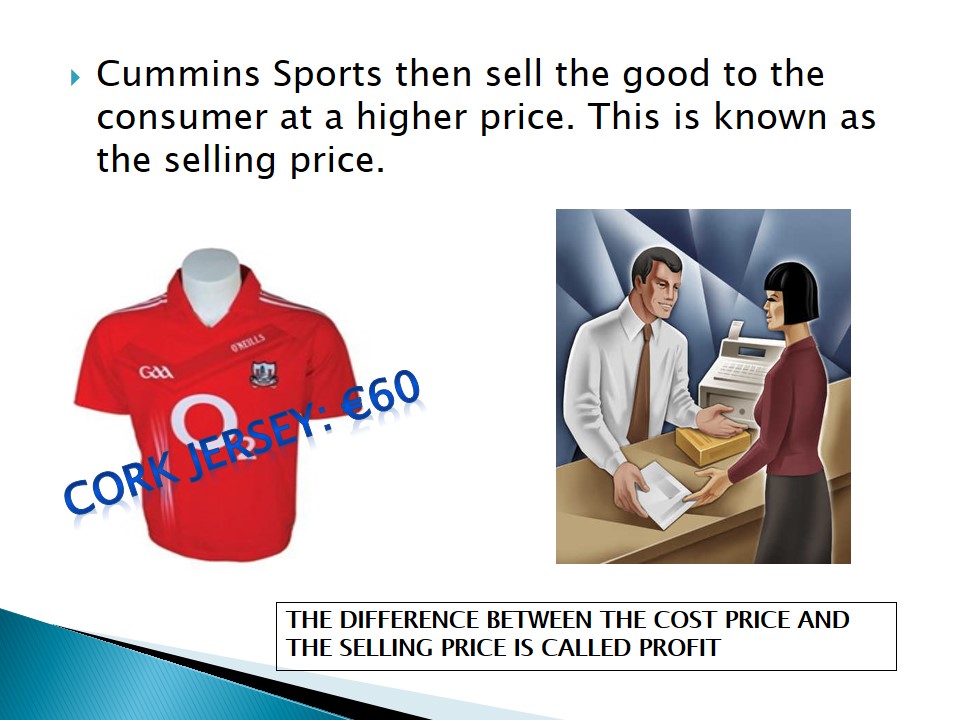 Cummins Sports then sell the good to the
consumer at a higher price. This is known as
the selling price.
O'NEILLS
GAA
O2
CORK JERSEY: €60
THE DIFFERENCE BETWEEN THE COST PRICE AND
THE SELLING PRICE IS CALLED PROFIT